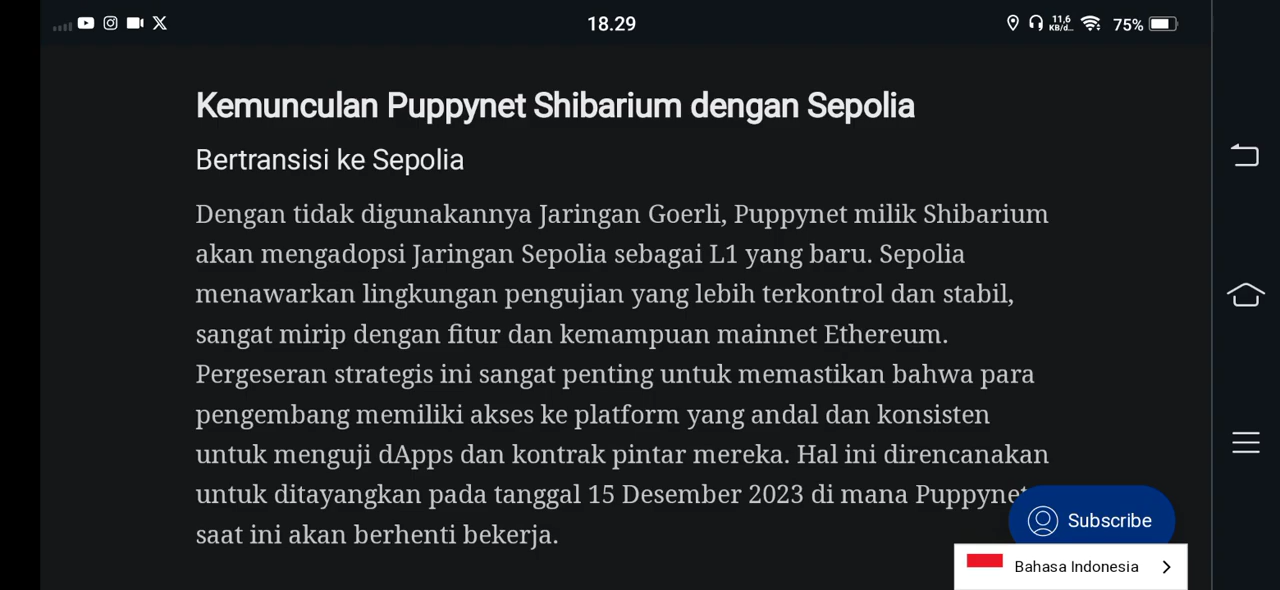 18.29
11,6
KB/d...
75%
Kemunculan Puppynet Shibarium dengan Sepolia
Bertransisi ke Sepolia
Dengan tidak digunakannya Jaringan Goerli, Puppynet milik Shibarium
akan mengadopsi Jaringan Sepolia sebagai L1 yang baru. Sepolia
menawarkan lingkungan pengujian yang lebih terkontrol dan stabil,
sangat mirip dengan fitur dan kemampuan mainnet Ethereum.
Pergeseran strategis ini sangat penting untuk memastikan bahwa para
pengembang memiliki akses ke platform yang andal dan konsisten
untuk menguji dApps dan kontrak pintar mereka. Hal ini direncanakan
untuk ditayangkan pada tanggal 15 Desember 2023 di mana Puppynet
saat ini akan berhenti bekerja.
Subscribe
Bahasa Indonesia